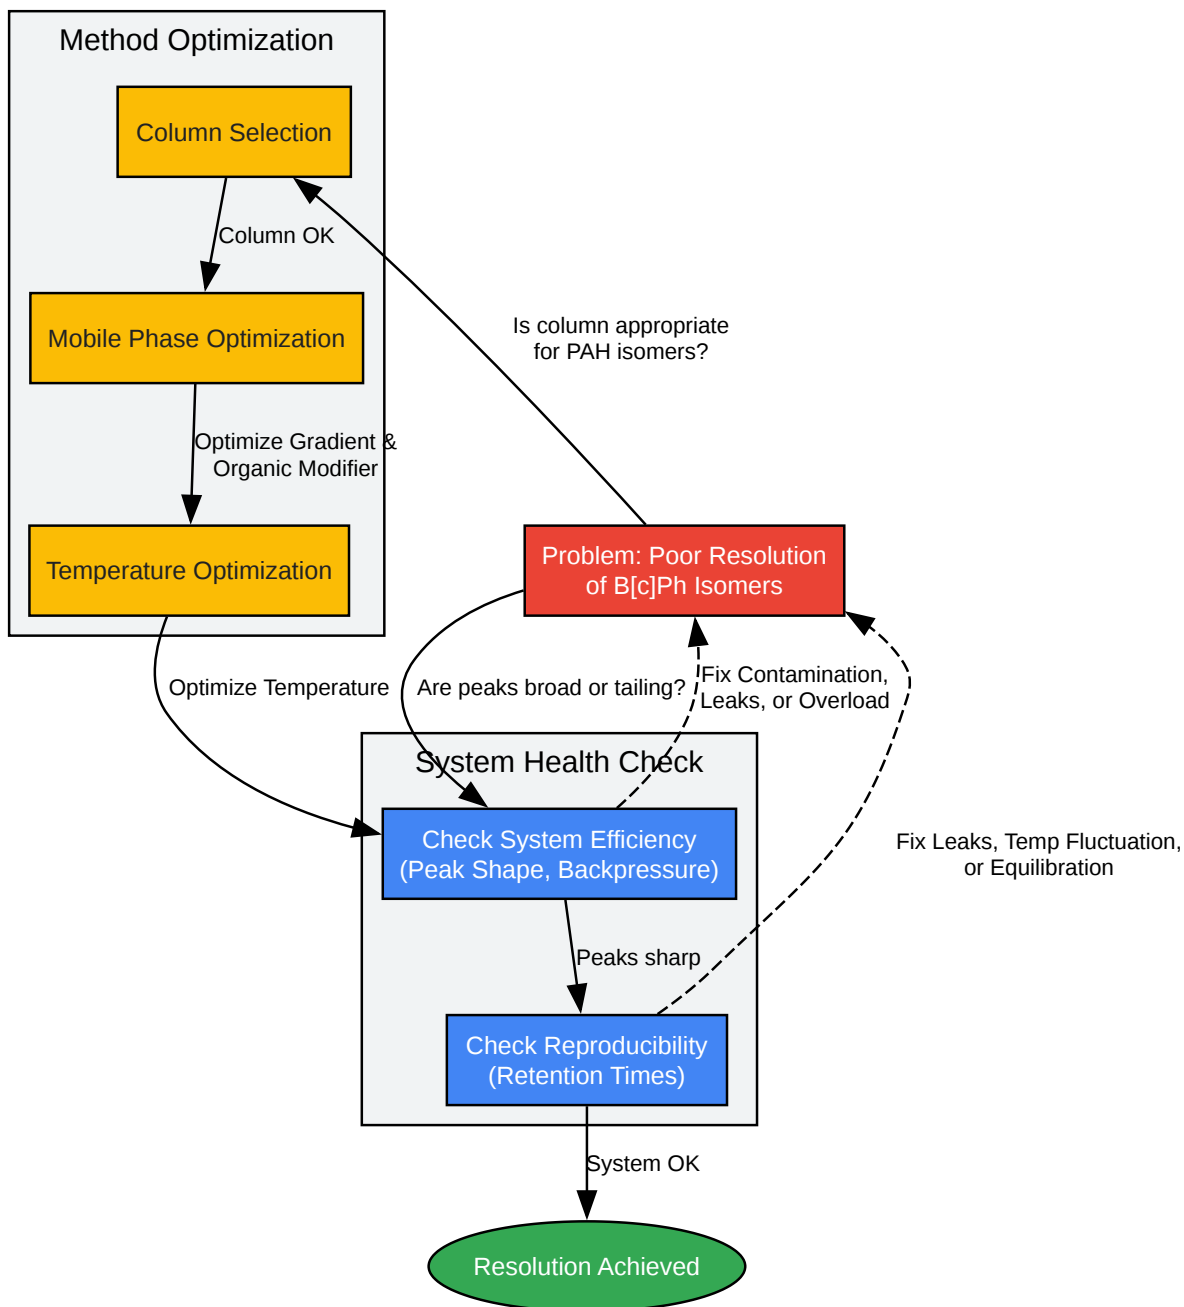 Method Optimization
Column Selection
Column OK
Is column appropriate
for PAH isomers?
Mobile Phase Optimization
Optimize Gradient &
Organic Modifier
Temperature Optimization
Problem: Poor Resolution
of B[c]Ph Isomers
Optimize Temperature
Are peaks broad or tailing?
Fix Contamination,
Leaks, or Overload
System Health Check
Check System Efficiency
(Peak Shape, Backpressure)
Fix Leaks, Temp Fluctuation,
or Equilibration
Peaks sharp
Check Reproducibility
(Retention Times)
System OK
Resolution Achieved